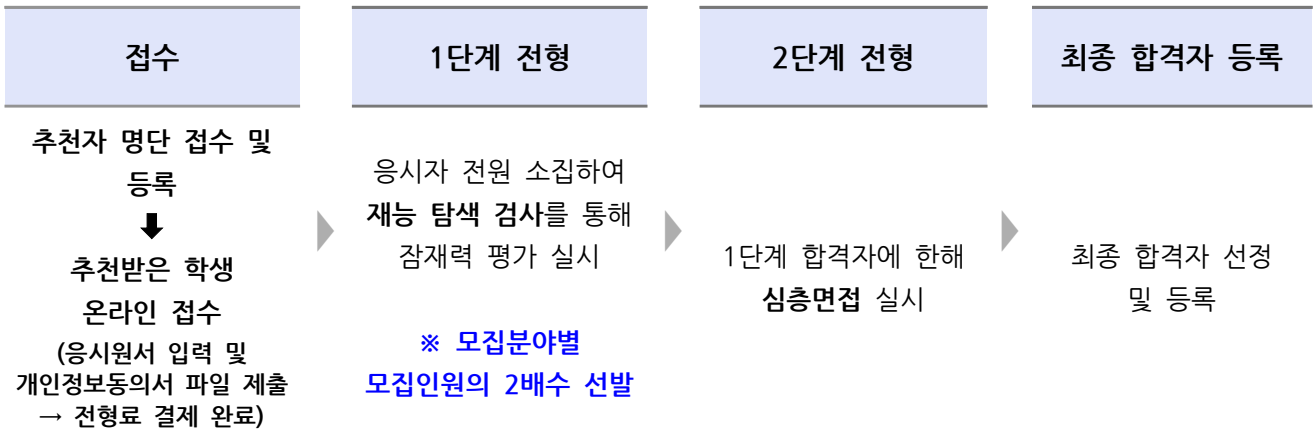 접수
추천자 명단 접수 및
등록
추천받은 학생
온라인 접수
(응시원서 입력 및
개인정보동의서 파일 제출
→ 전형료 결제 완료)
1단계 전형
응시자 전원 소집하여
재능 탐색 검사를 통해
잠재력 평가 실시
※ 모집분야별
모집인원의 2배수 선발
2단계 전형
1단계 합격자에 한해
심층면접 실시
최종 합격자 등록
최종 합격자 선정
및 등록